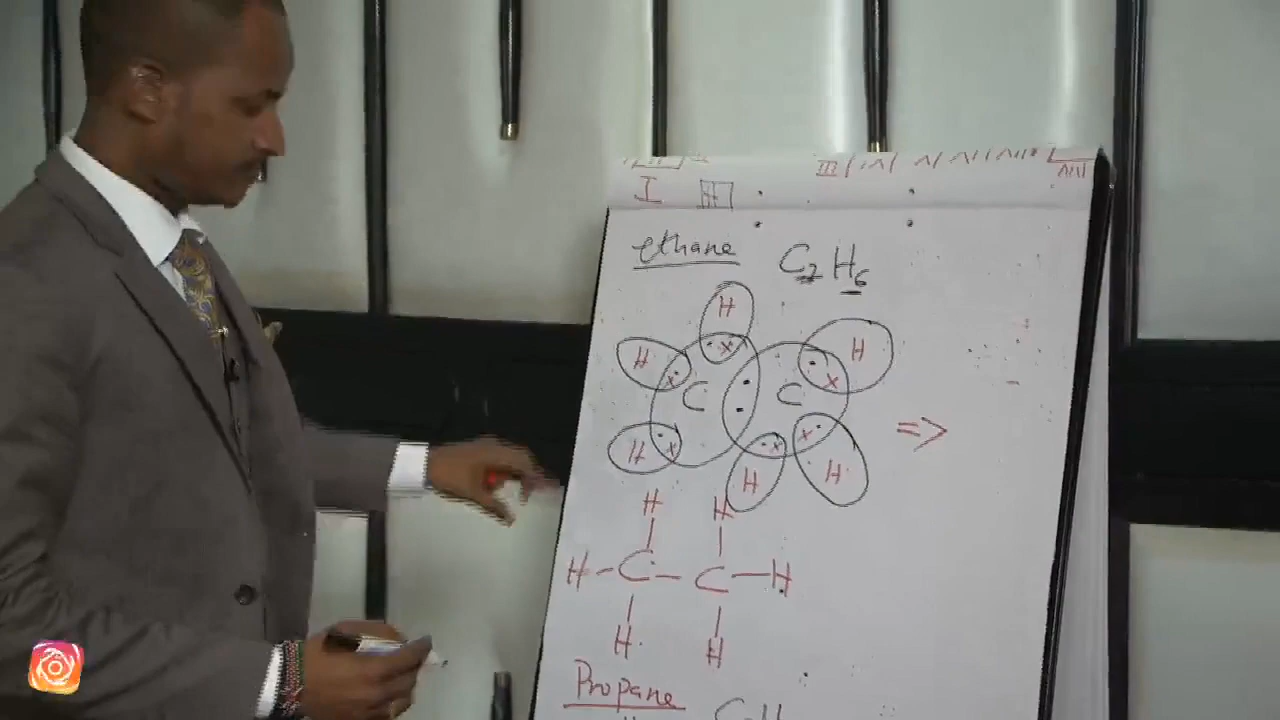 ethane C₂H₆
H
H C C H
H H H
=>
H H
H - C - C - H
H H
Propane